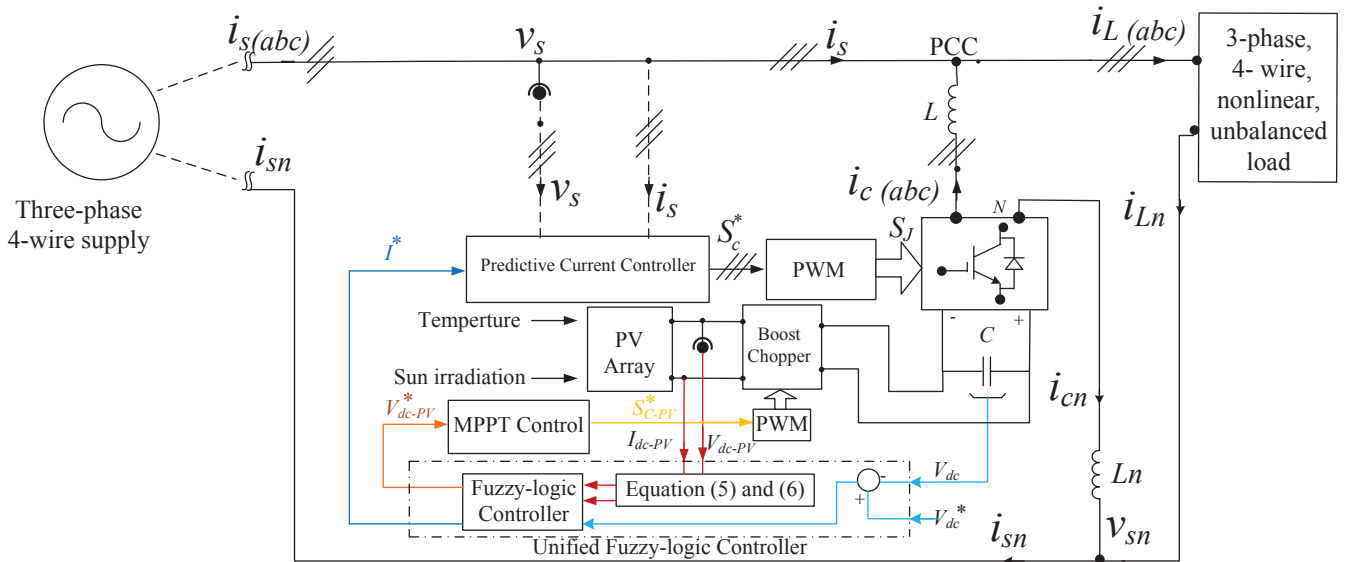 i_s(abc)
v_s
i_s
PCC
i_L (abc)
3-phase,
4- wire,
nonlinear,
unbalanced
load
L
i_sn
v_s
i_s
i_c (abc)
N
i_Ln
Three-phase
4-wire supply
I*
Predictive Current Controller
S_c^*
PWM
S_J
Temperture
PV
Array
Boost
Chopper
- +
C
Sun irradiation
i_cn
V_dc-PV^*
MPPT Control
S_C-PV^*
PWM
I_dc-PV
V_dc-PV
Fuzzy-logic
Controller
Equation (5) and (6)
-
+
V_dc
V_dc*
Ln
Unified Fuzzy-logic Controller
i_sn
v_sn